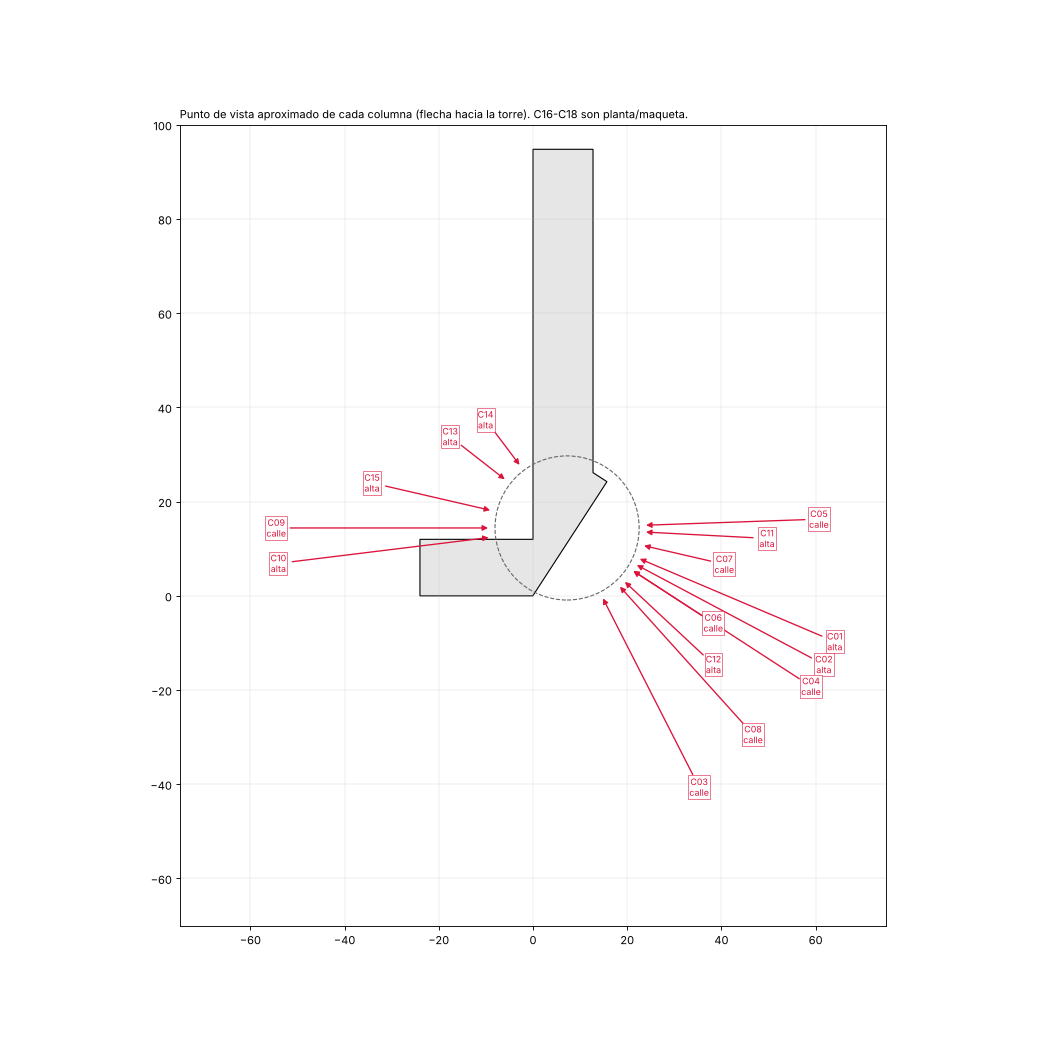 Punto de vista aproximado de cada columna (flecha hacia la torre). C16-C18 son planta/maqueta.
100
80
60
40
C14
alta
C13
alta
C15
alta
20
C05
calle
C09
calle
C11
alta
C10
alta
C07
calle
0
C06
calle
C01
alta
C12
alta
C02
alta
−20
C04
calle
C08
calle
−40
C03
calle
−60
−60
−40
−20
0
20
40
60